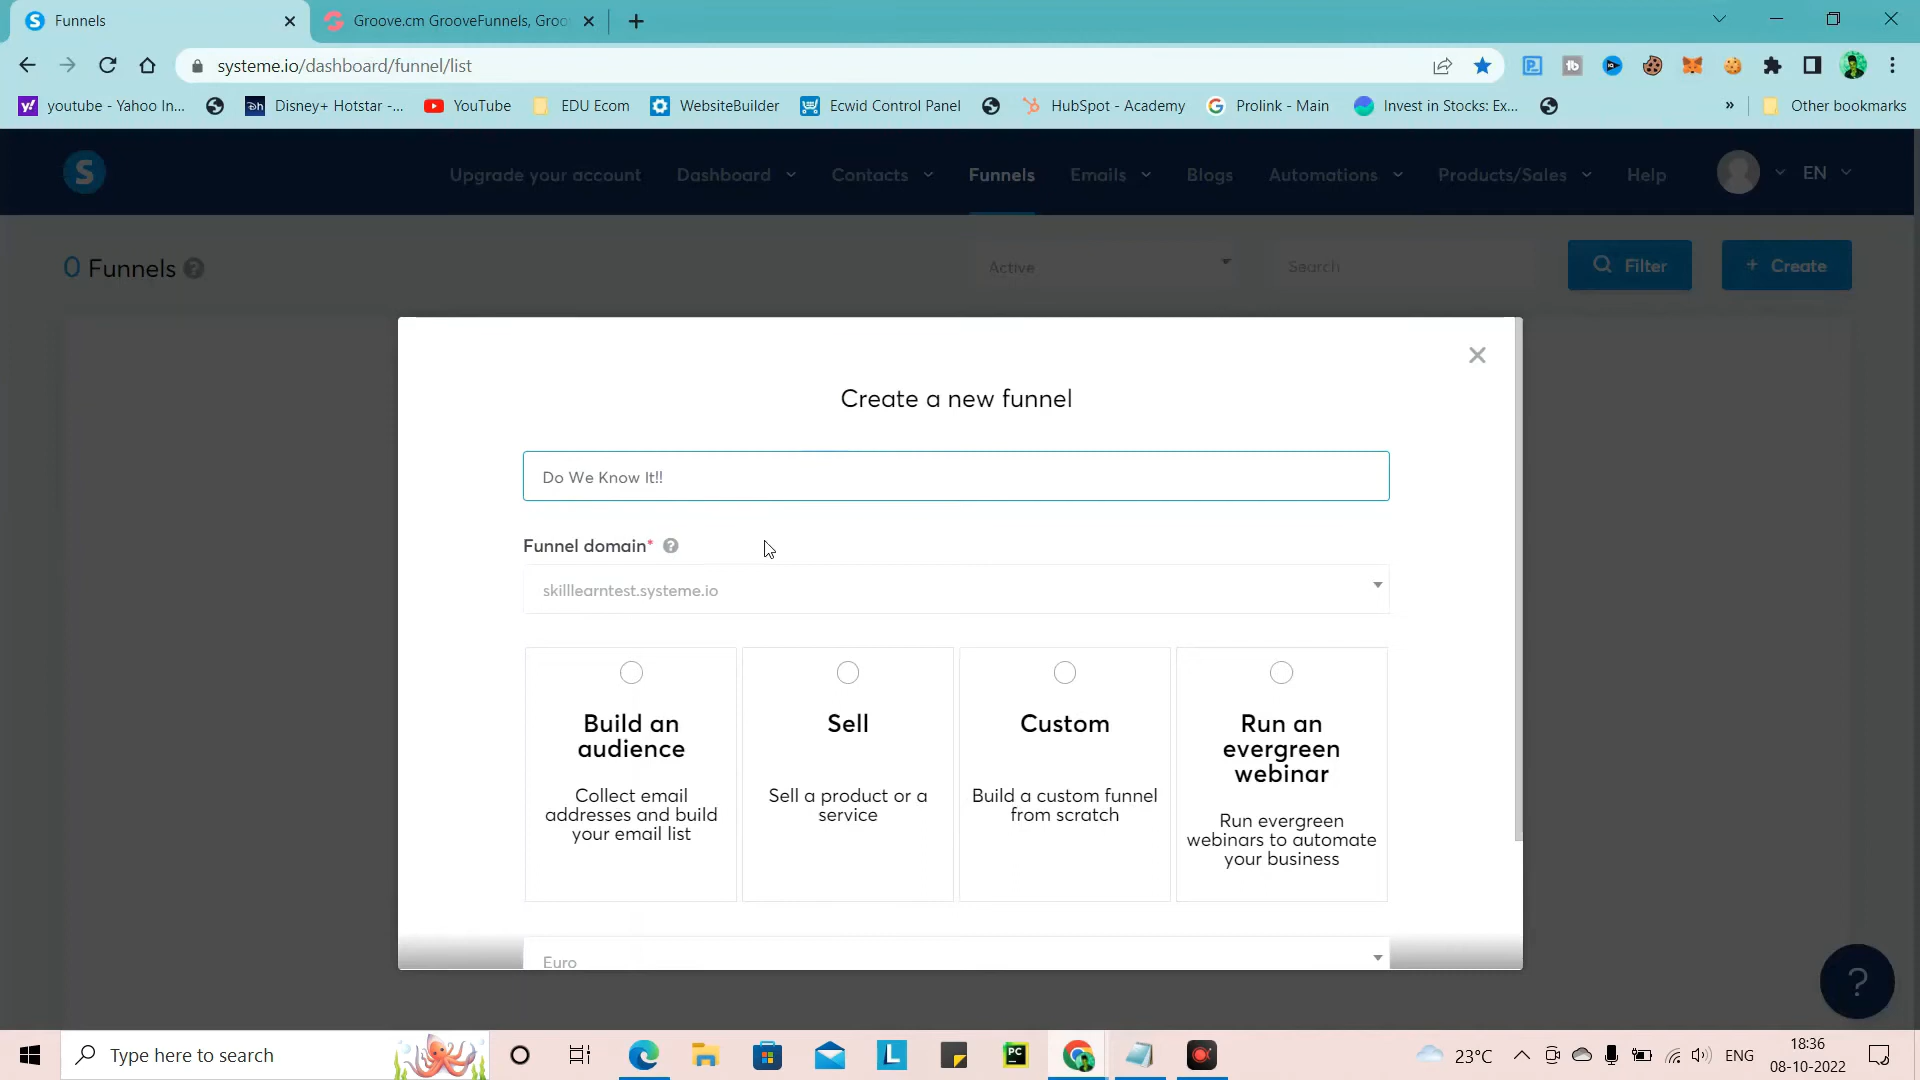 Funnels
Groove.cm GrooveFunnels, Groo
systeme.io/dashboard/funnel/list
youtube - Yahoo In...
Disney+ Hotstar -...
YouTube
EDU Ecom
WebsiteBuilder
Ecwid Control Panel
HubSpot - Academy
Prolink - Main
Invest in Stocks: Ex...
»
Other bookmarks
S
Upgrade your account
Dashboard
Contacts
Funnels
Emails
Blogs
Automations
Products/Sales
Help
EN
0 Funnels ?
Active
Search
Filter
+ Create
Create a new funnel
Do We Know It!!
Funnel domain* ?
skilllearntest.systeme.io
Build an
audience
Collect email
addresses and build
your email list
Sell
Sell a product or a
service
Custom
Build a custom funnel
from scratch
Run an
evergreen
webinar
Run evergreen
webinars to automate
your business
Euro
?
Type here to search
L
PC
23°C
ENG
18:36
08-10-2022